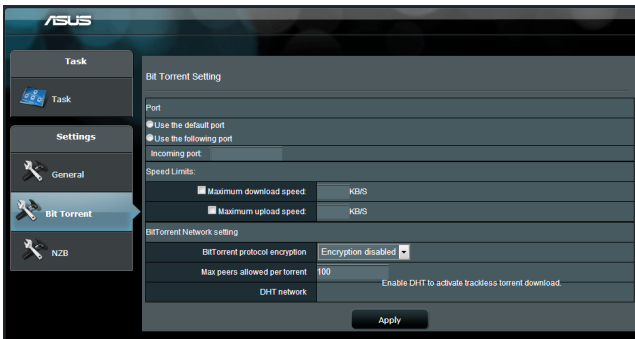 ASUS
Task
Task
Settings
General
Bit Torrent
NZB
Bit Torrent Setting
Port
Use the default port
Use the following port
Incoming port:
Speed Limits:
Maximum download speed: KB/S
Maximum upload speed: KB/S
BitTorrent Network setting
BitTorrent protocol encryption Encryption disabled
Max peers allowed per torrent 100
DHT network Enable DHT to activate trackless torrent download.
Apply